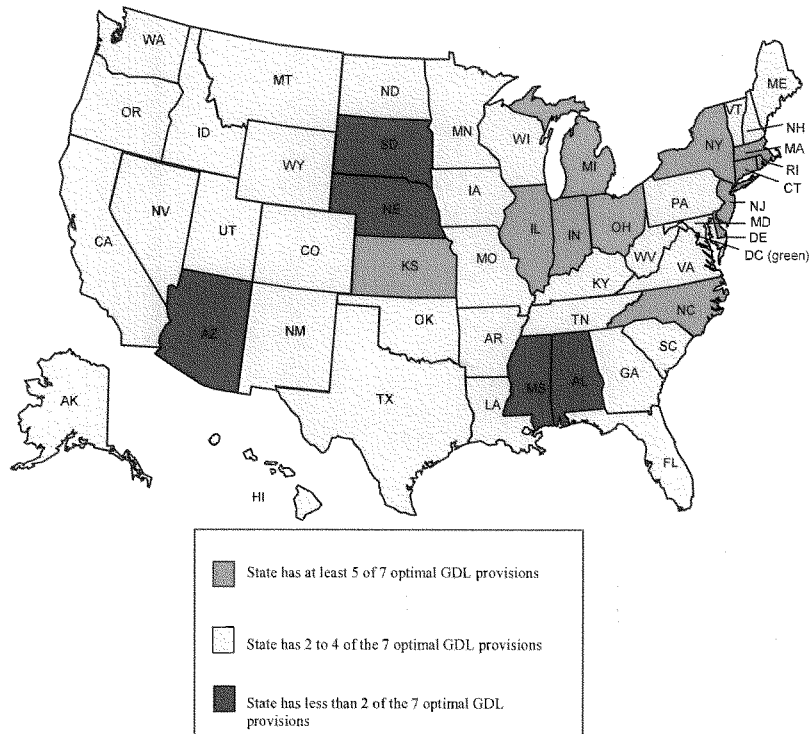 WA
MT
ND
ME
OR
ID
MN
VT
NH
SD
WI
NY
MA
WY
MI
RI
CT
IA
PA
NE
NJ
NV
OH
MD
UT
IL
IN
DE
CO
WV
DC (green)
CA
KS
MO
VA
KY
NC
OK
TN
AZ
NM
AR
SC
MS
AL
GA
AK
TX
LA
FL
HI
State has at least 5 of 7 optimal GDL provisions
State has 2 to 4 of the 7 optimal GDL provisions
State has less than 2 of the 7 optimal GDL
provisions